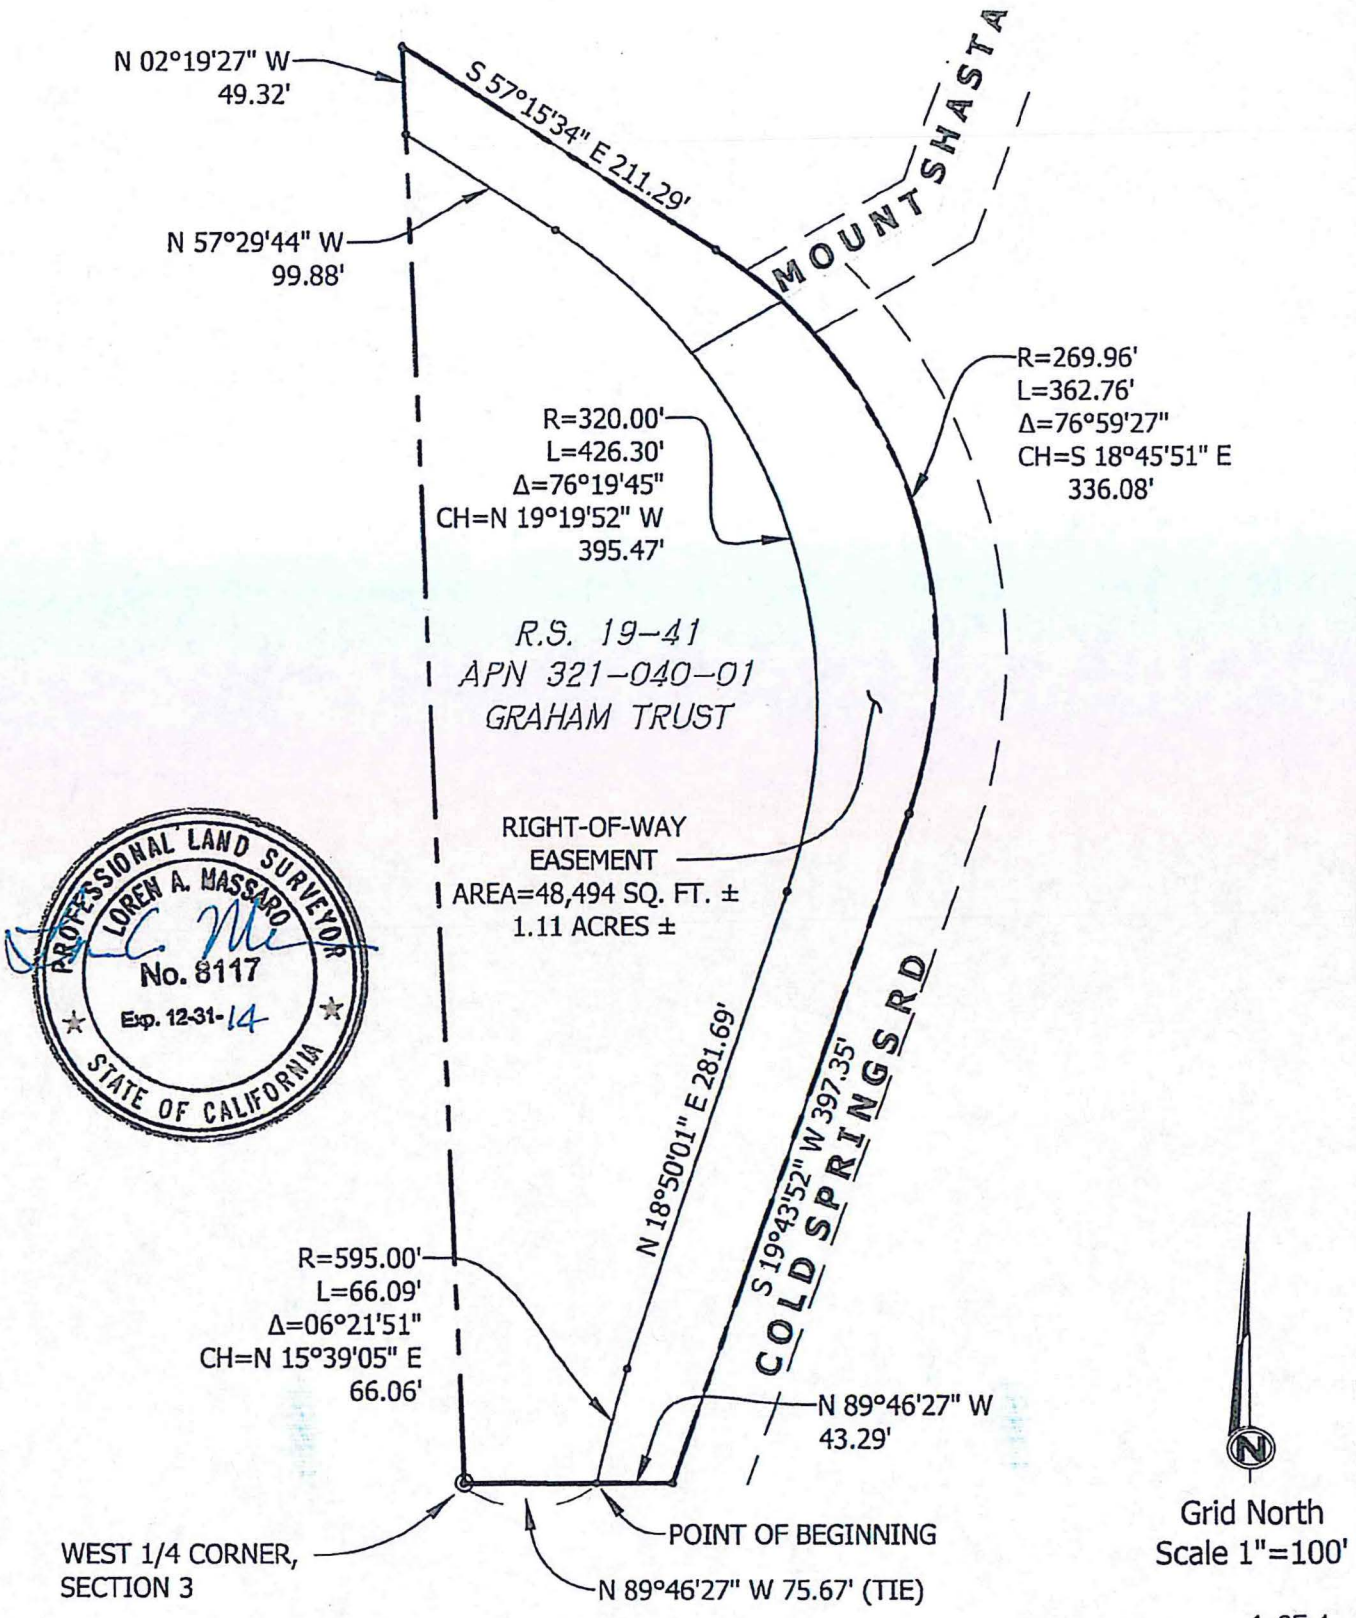 N 02°19'27" W
49.32'
S 57°15'34" E 211.29'
MOUNT SHASTA
N 57°29'44" W
99.88'
R=269.96'
L=362.76'
Δ=76°59'27"
CH=S 18°45'51" E
336.08'
R=320.00'
L=426.30'
Δ=76°19'45"
CH=N 19°19'52" W
395.47'
R.S. 19-41
APN 321-040-01
GRAHAM TRUST
RIGHT-OF-WAY
EASEMENT
AREA=48,494 SQ. FT. ±
1.11 ACRES ±
PROFESSIONAL LAND SURVEYOR
LOREN A. MASSARO
No. 8117
Exp. 12-31-14
STATE OF CALIFORNIA
N 18°50'01" E 281.69'
S 19°43'52" W 397.35'
COLD SPRINGS RD
R=595.00'
L=66.09'
Δ=06°21'51"
CH=N 15°39'05" E
66.06'
N 89°46'27" W
43.29'
POINT OF BEGINNING
WEST 1/4 CORNER,
SECTION 3
N 89°46'27" W 75.67' (TIE)
N
Grid North
Scale 1"=100'